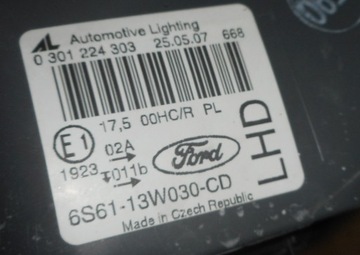 AL Automotive Lighting
0 301 224 303 25.05.07 668
17,5 00HC/R PL
E1 02A
1923 011b
Ford
LHD
6S61-13W030-CD
Made in Czech Republic